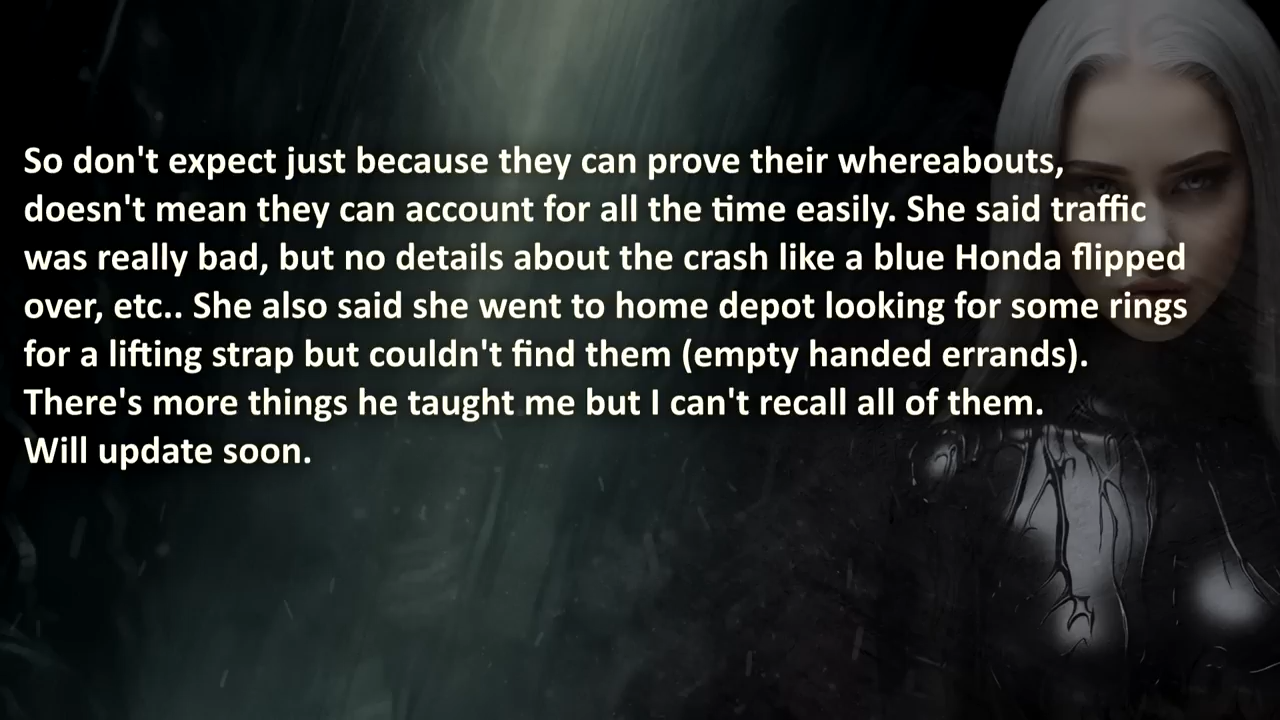 So don't expect just because they can prove their whereabouts,
doesn't mean they can account for all the time easily. She said traffic
was really bad, but no details about the crash like a blue Honda flipped
over, etc.. She also said she went to home depot looking for some rings
for a lifting strap but couldn't find them (empty handed errands).
There's more things he taught me but I can't recall all of them.
Will update soon.